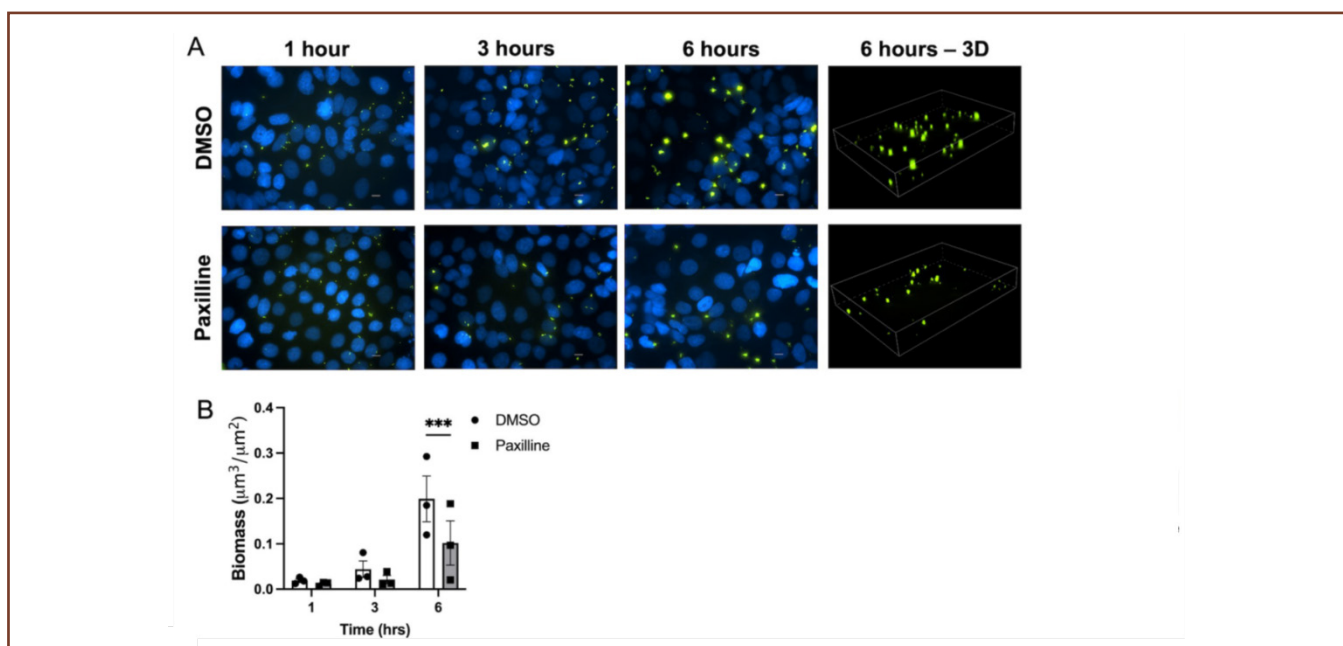 A
1 hour
3 hours
6 hours
6 hours – 3D
DMSO
Paxilline
B
Biomass (μm³/μm²)
0.4
0.3
0.2
0.1
0.0
***
DMSO
Paxilline
1
3
6
Time (hrs)